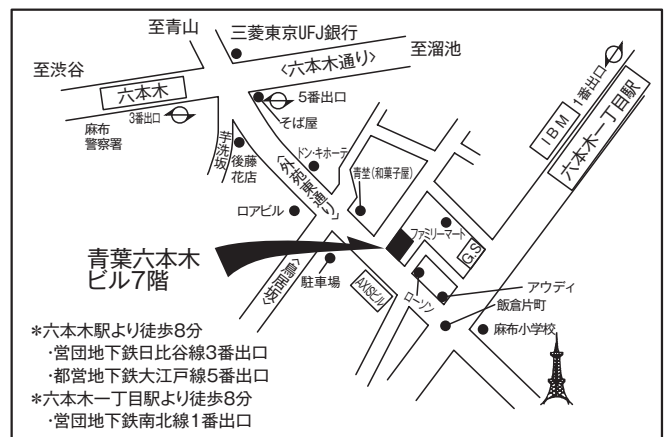 至青山
三菱東京UFJ銀行
至渋谷
〈六本木通り〉
至溜池
六本木
3番出口
5番出口
そば屋
麻布
警察署
芋洗坂
後藤
花店
ドン・キホーテ
〈外苑東通り〉
青埜(和菓子屋)
ロアビル
IBM
1番出口
六本木一丁目駅
青葉六本木
ビル7階
〈鳥居坂〉
駐車場
AXISビル
ファミリーマート
G.S
ローソン
アウディ
飯倉片町
麻布小学校
*六本木駅より徒歩8分
・営団地下鉄日比谷線3番出口
・都営地下鉄大江戸線5番出口
*六本木一丁目駅より徒歩8分
・営団地下鉄南北線1番出口